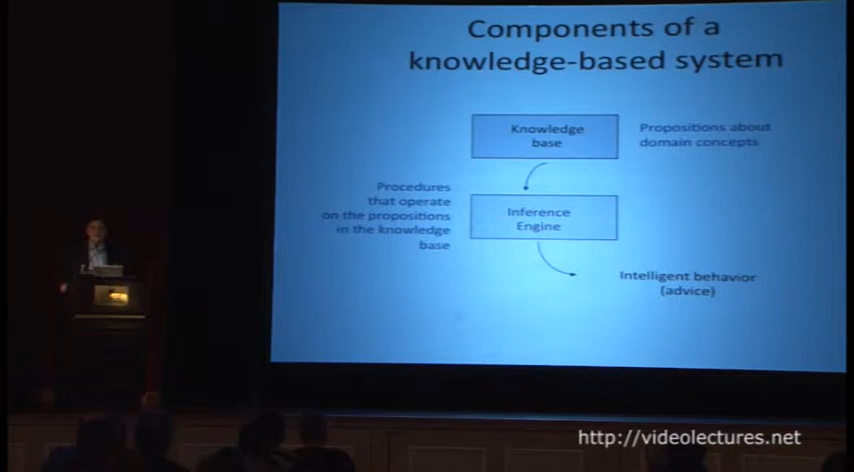 Components of a
knowledge-based system
Knowledge
base
Propositions about
domain concepts
Procedures
that operate
on the propositions
in the knowledge
base
Inference
Engine
Intelligent behavior
(advice)
http://videolectures.net